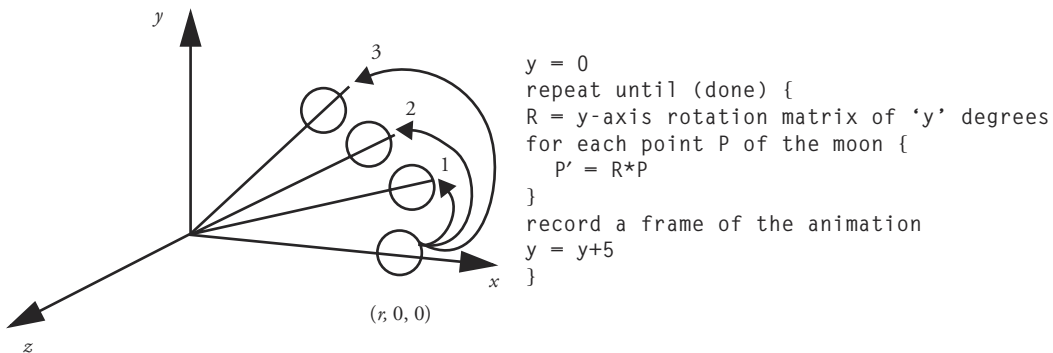 y
3
2
1
x
(r, 0, 0)
z
y = 0
repeat until (done) {
R = y-axis rotation matrix of ‘y’ degrees
for each point P of the moon {
P′ = R*P
}
record a frame of the animation
y = y+5
}